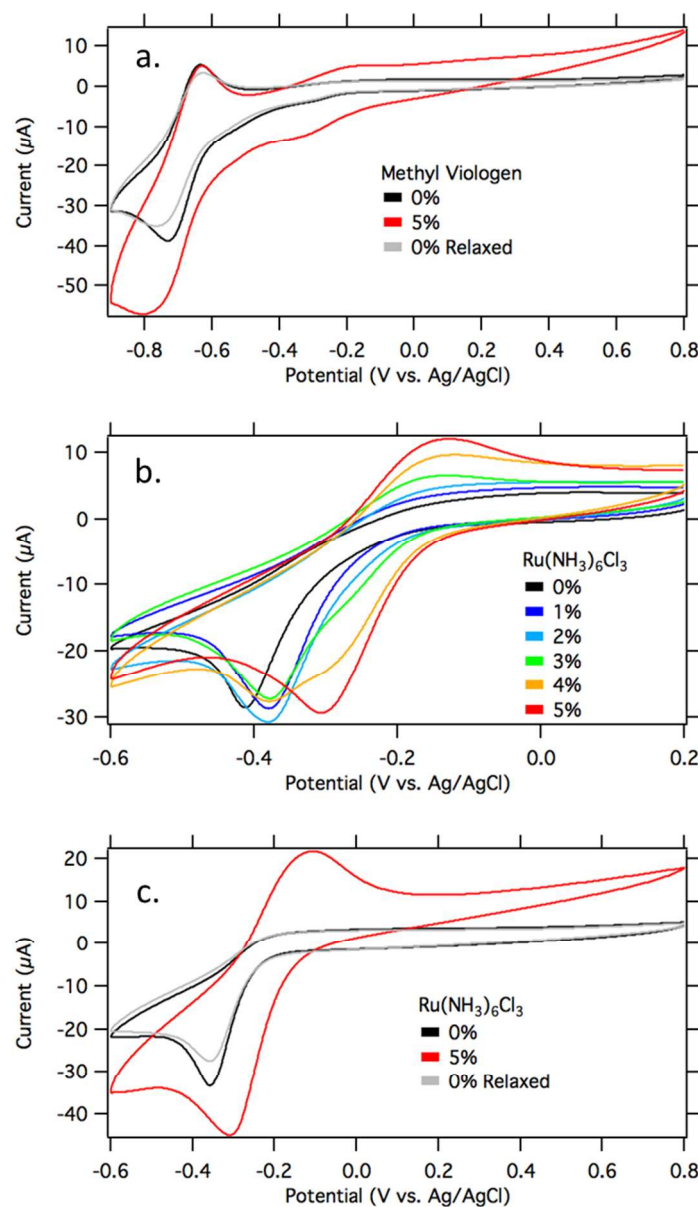 a.
10
0
-10
-20
-30
-40
-50
Current (µA)
Methyl Viologen
0%
5%
0% Relaxed
-0.8 -0.6 -0.4 -0.2 0.0 0.2 0.4 0.6 0.8
Potential (V vs. Ag/AgCl)
b.
10
0
-10
-20
-30
Current (µA)
Ru(NH3)6Cl3
0%
1%
2%
3%
4%
5%
-0.6 -0.4 -0.2 0.0 0.2
Potential (V vs. Ag/AgCl)
c.
20
10
0
-10
-20
-30
-40
Current (µA)
Ru(NH3)6Cl3
0%
5%
0% Relaxed
-0.6 -0.4 -0.2 0.0 0.2 0.4 0.6 0.8
Potential (V vs. Ag/AgCl)